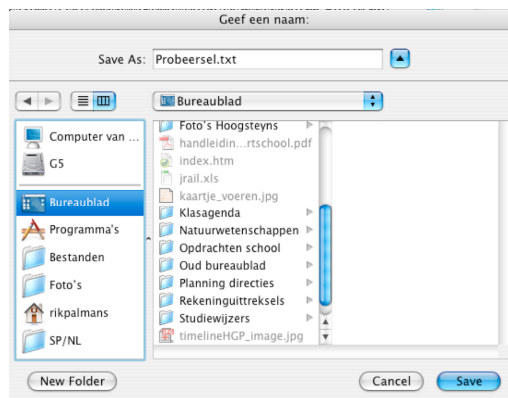 Geef een naam:
Save As: Probeersel.txt
Bureaublad
Computer van ...
G5
Bureaublad
Programma's
Bestanden
Foto's
rikpalmans
SP/NL
Foto's Hoogsteyns
handleidin...rtschool.pdf
index.htm
jrail.xls
kaartje_voeren.jpg
Klasagenda
Natuurwetenschappen
Opdrachten school
Oud bureaublad
Planning directies
Rekeninguittreksels
Studiewijzers
timelineHGP_image.jpg
New Folder
Cancel
Save